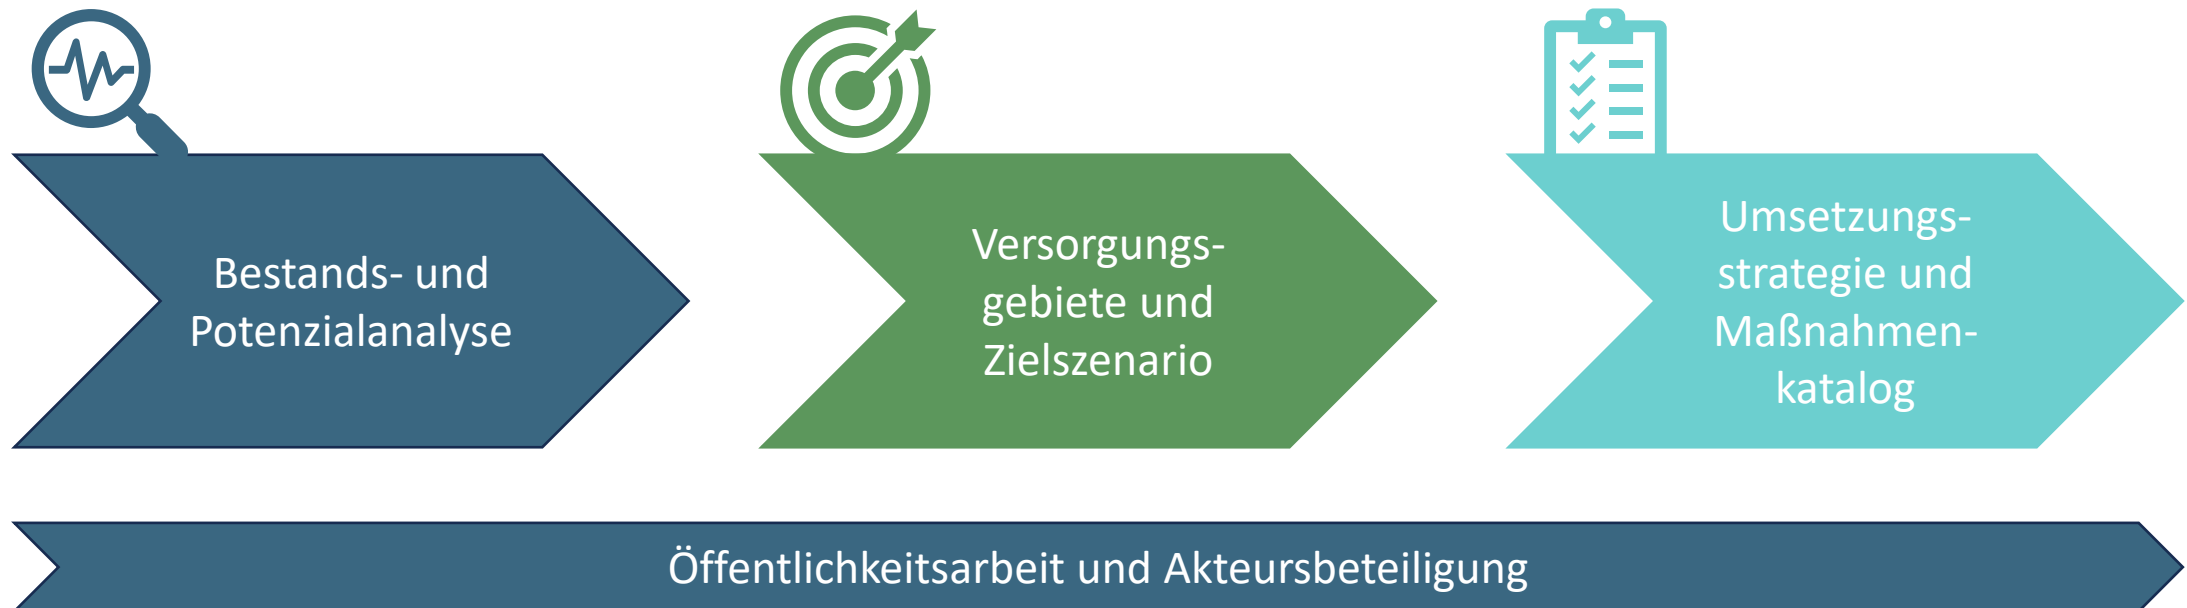 Bestands- und
Potenzialanalyse
Versorgungs-
gebiete und
Zielszenario
Umsetzungs-
strategie und
Maßnahmen-
katalog
Öffentlichkeitsarbeit und Akteursbeteiligung